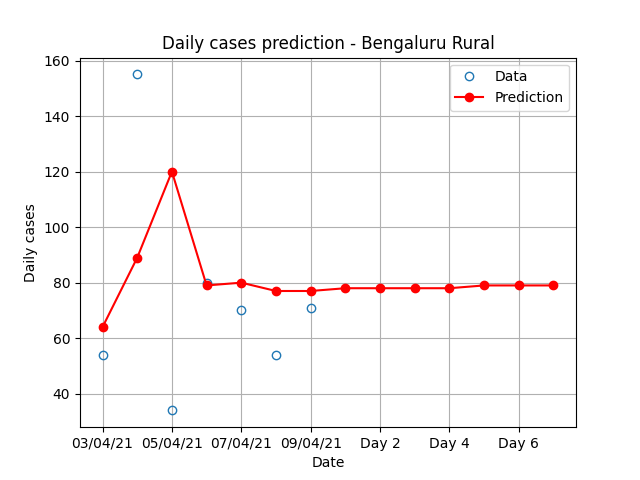 Daily cases prediction - Bengaluru Rural
Data
Prediction
Daily cases
160
140
120
100
80
60
40
03/04/21 05/04/21 07/04/21 09/04/21 Day 2 Day 4 Day 6
Date